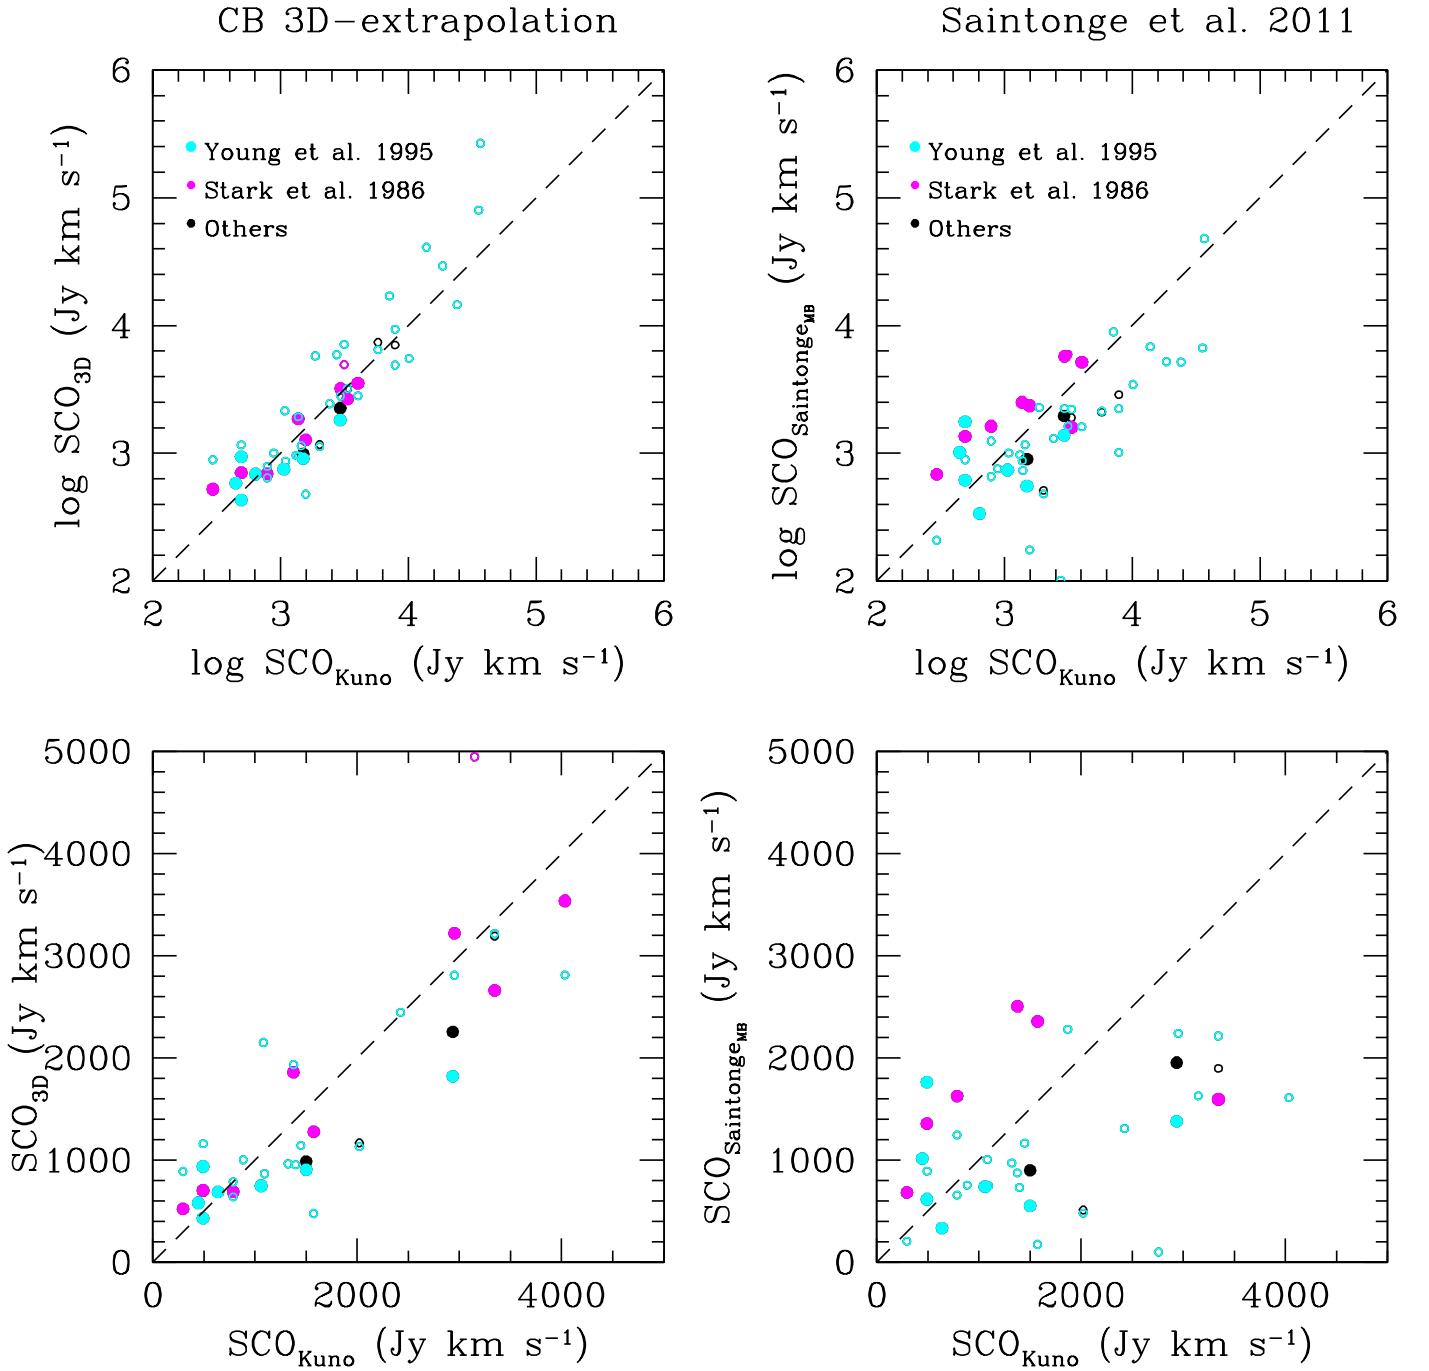 CB 3D−extrapolation
Saintonge et al. 2011
log SCO3D (Jy km s−1)
6
5
4
3
2
Young et al. 1995
Stark et al. 1986
Others
2 3 4 5 6
log SCOKuno (Jy km s−1)
log SCOSaintongeMB (Jy km s−1)
6
5
4
3
2
Young et al. 1995
Stark et al. 1986
Others
2 3 4 5 6
log SCOKuno (Jy km s−1)
SCO3D (Jy km s−1)
5000
4000
3000
2000
1000
0
0 2000 4000
SCOKuno (Jy km s−1)
SCOSaintongeMB (Jy km s−1)
5000
4000
3000
2000
1000
0
0 2000 4000
SCOKuno (Jy km s−1)